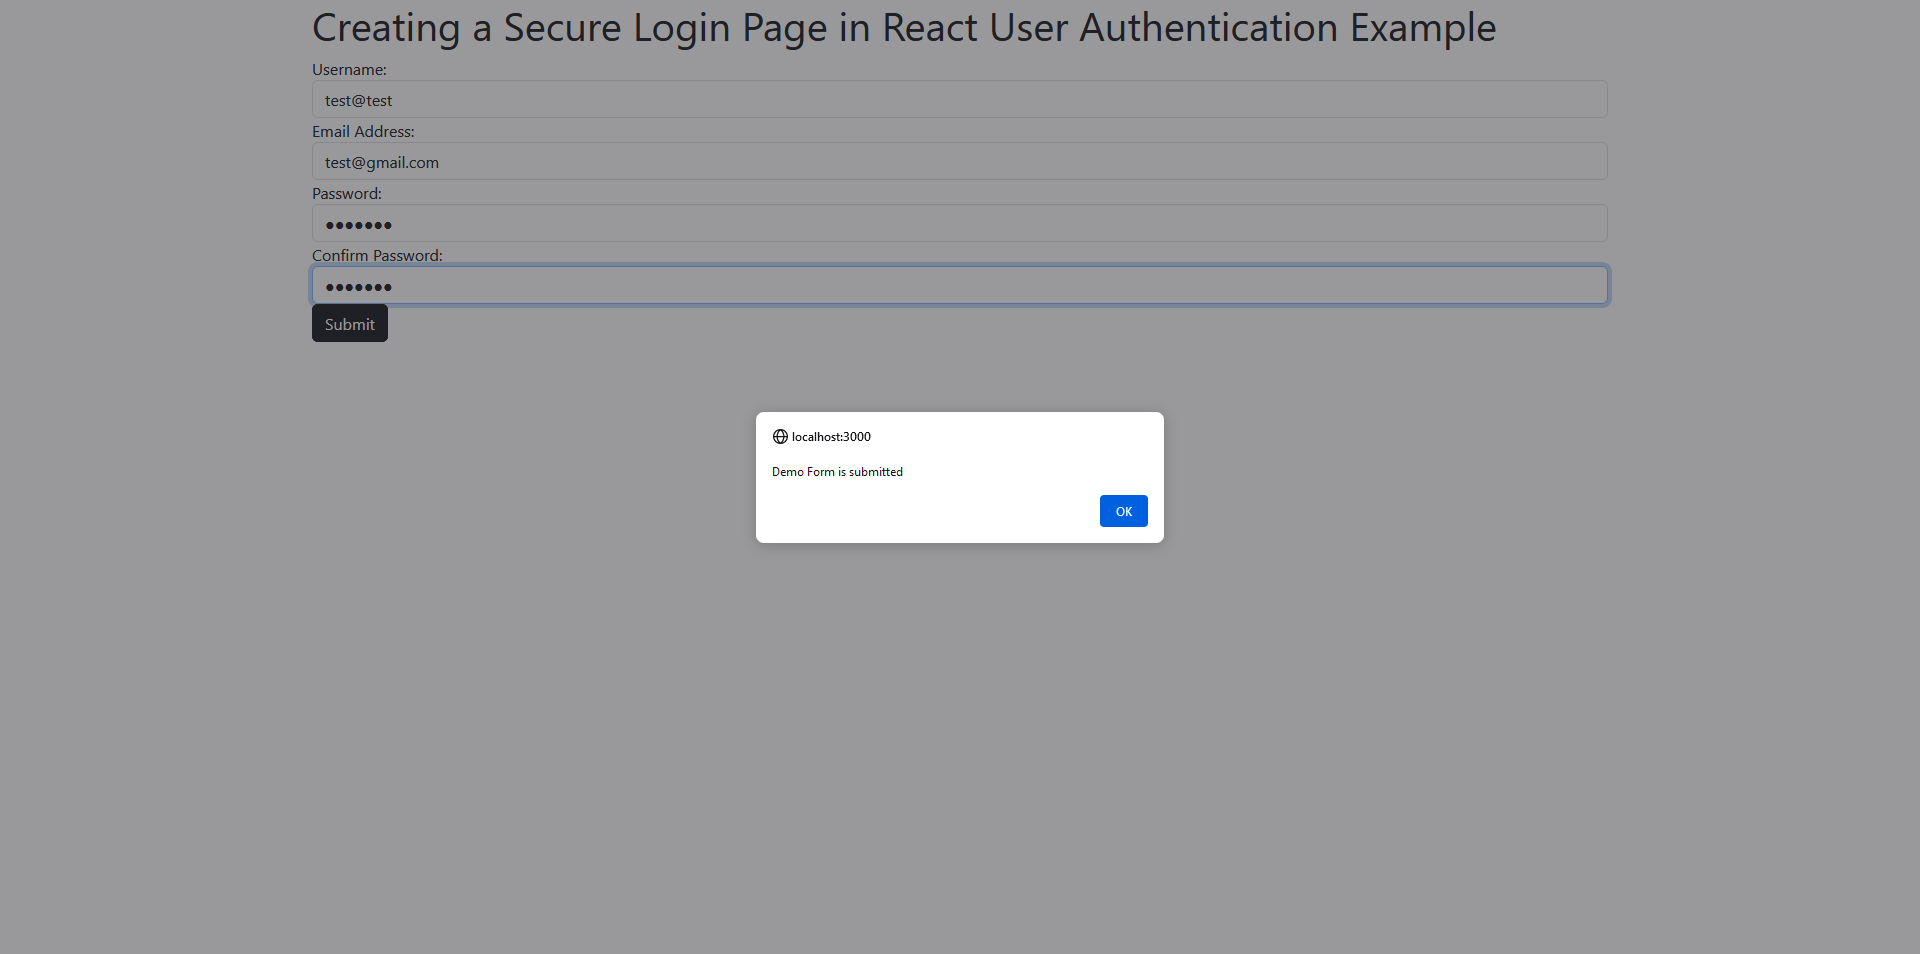 Creating a Secure Login Page in React User Authentication Example
Username:
test@test
Email Address:
test@gmail.com
Password:
●●●●●●●
Confirm Password:
●●●●●●●
Submit
localhost:3000
Demo Form is submitted
OK